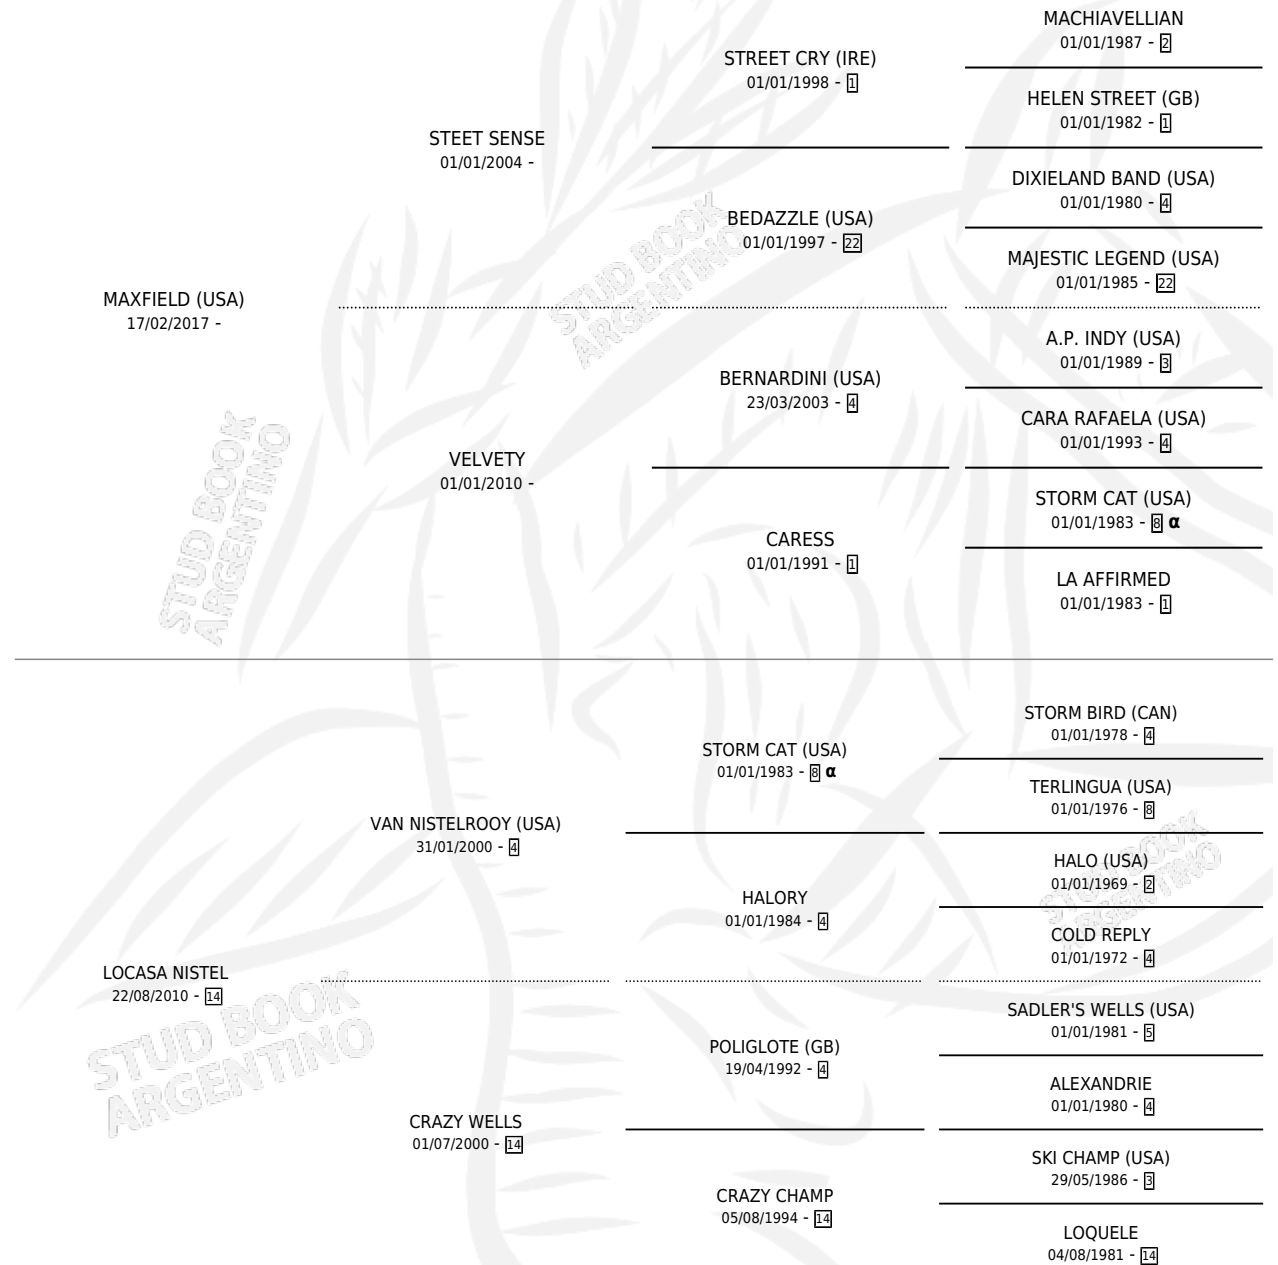 MACHIAVELLIAN
01/01/1987 - 2
STREET CRY (IRE)
01/01/1998 - 1
HELEN STREET (GB)
01/01/1982 - 1
STEET SENSE
01/01/2004 -
DIXIELAND BAND (USA)
01/01/1980 - 4
BEDAZZLE (USA)
01/01/1997 - 22
MAJESTIC LEGEND (USA)
01/01/1985 - 22
MAXFIELD (USA)
17/02/2017 -
A.P. INDY (USA)
01/01/1989 - 3
BERNARDINI (USA)
23/03/2003 - 4
CARA RAFAELA (USA)
01/01/1993 - 4
VELVETY
01/01/2010 -
STORM CAT (USA)
01/01/1983 - 8 α
CARESS
01/01/1991 - 1
LA AFFIRMED
01/01/1983 - 1
STORM BIRD (CAN)
01/01/1978 - 4
STORM CAT (USA)
01/01/1983 - 8 α
TERLINGUA (USA)
01/01/1976 - 8
VAN NISTELROOY (USA)
31/01/2000 - 4
HALO (USA)
01/01/1969 - 2
HALORY
01/01/1984 - 4
COLD REPLY
01/01/1972 - 4
LOCASA NISTEL
22/08/2010 - 14
SADLER'S WELLS (USA)
01/01/1981 - 5
POLIGLOTE (GB)
19/04/1992 - 4
ALEXANDRIE
01/01/1980 - 4
CRAZY WELLS
01/07/2000 - 14
SKI CHAMP (USA)
29/05/1986 - 3
CRAZY CHAMP
05/08/1994 - 14
LOQUELE
04/08/1981 - 14
STUD BOOK
ARGENTINO
STUD BOOK
ARGENTINO
STUD BOOK
ARGENTINO
STUD BOOK
ARGENTINO